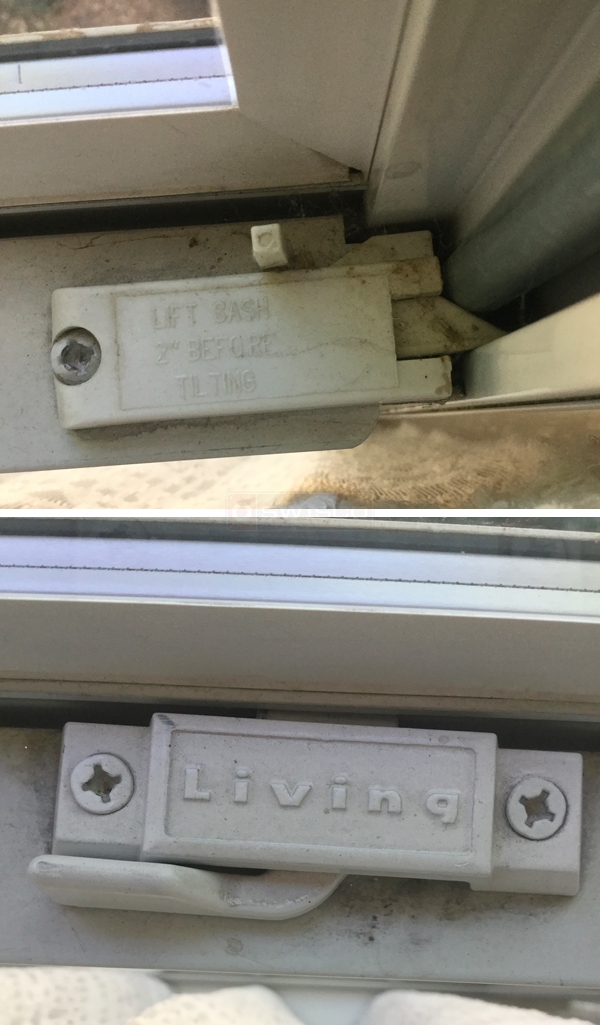 LIFT SASH
2" BEFORE
TILTING
Living